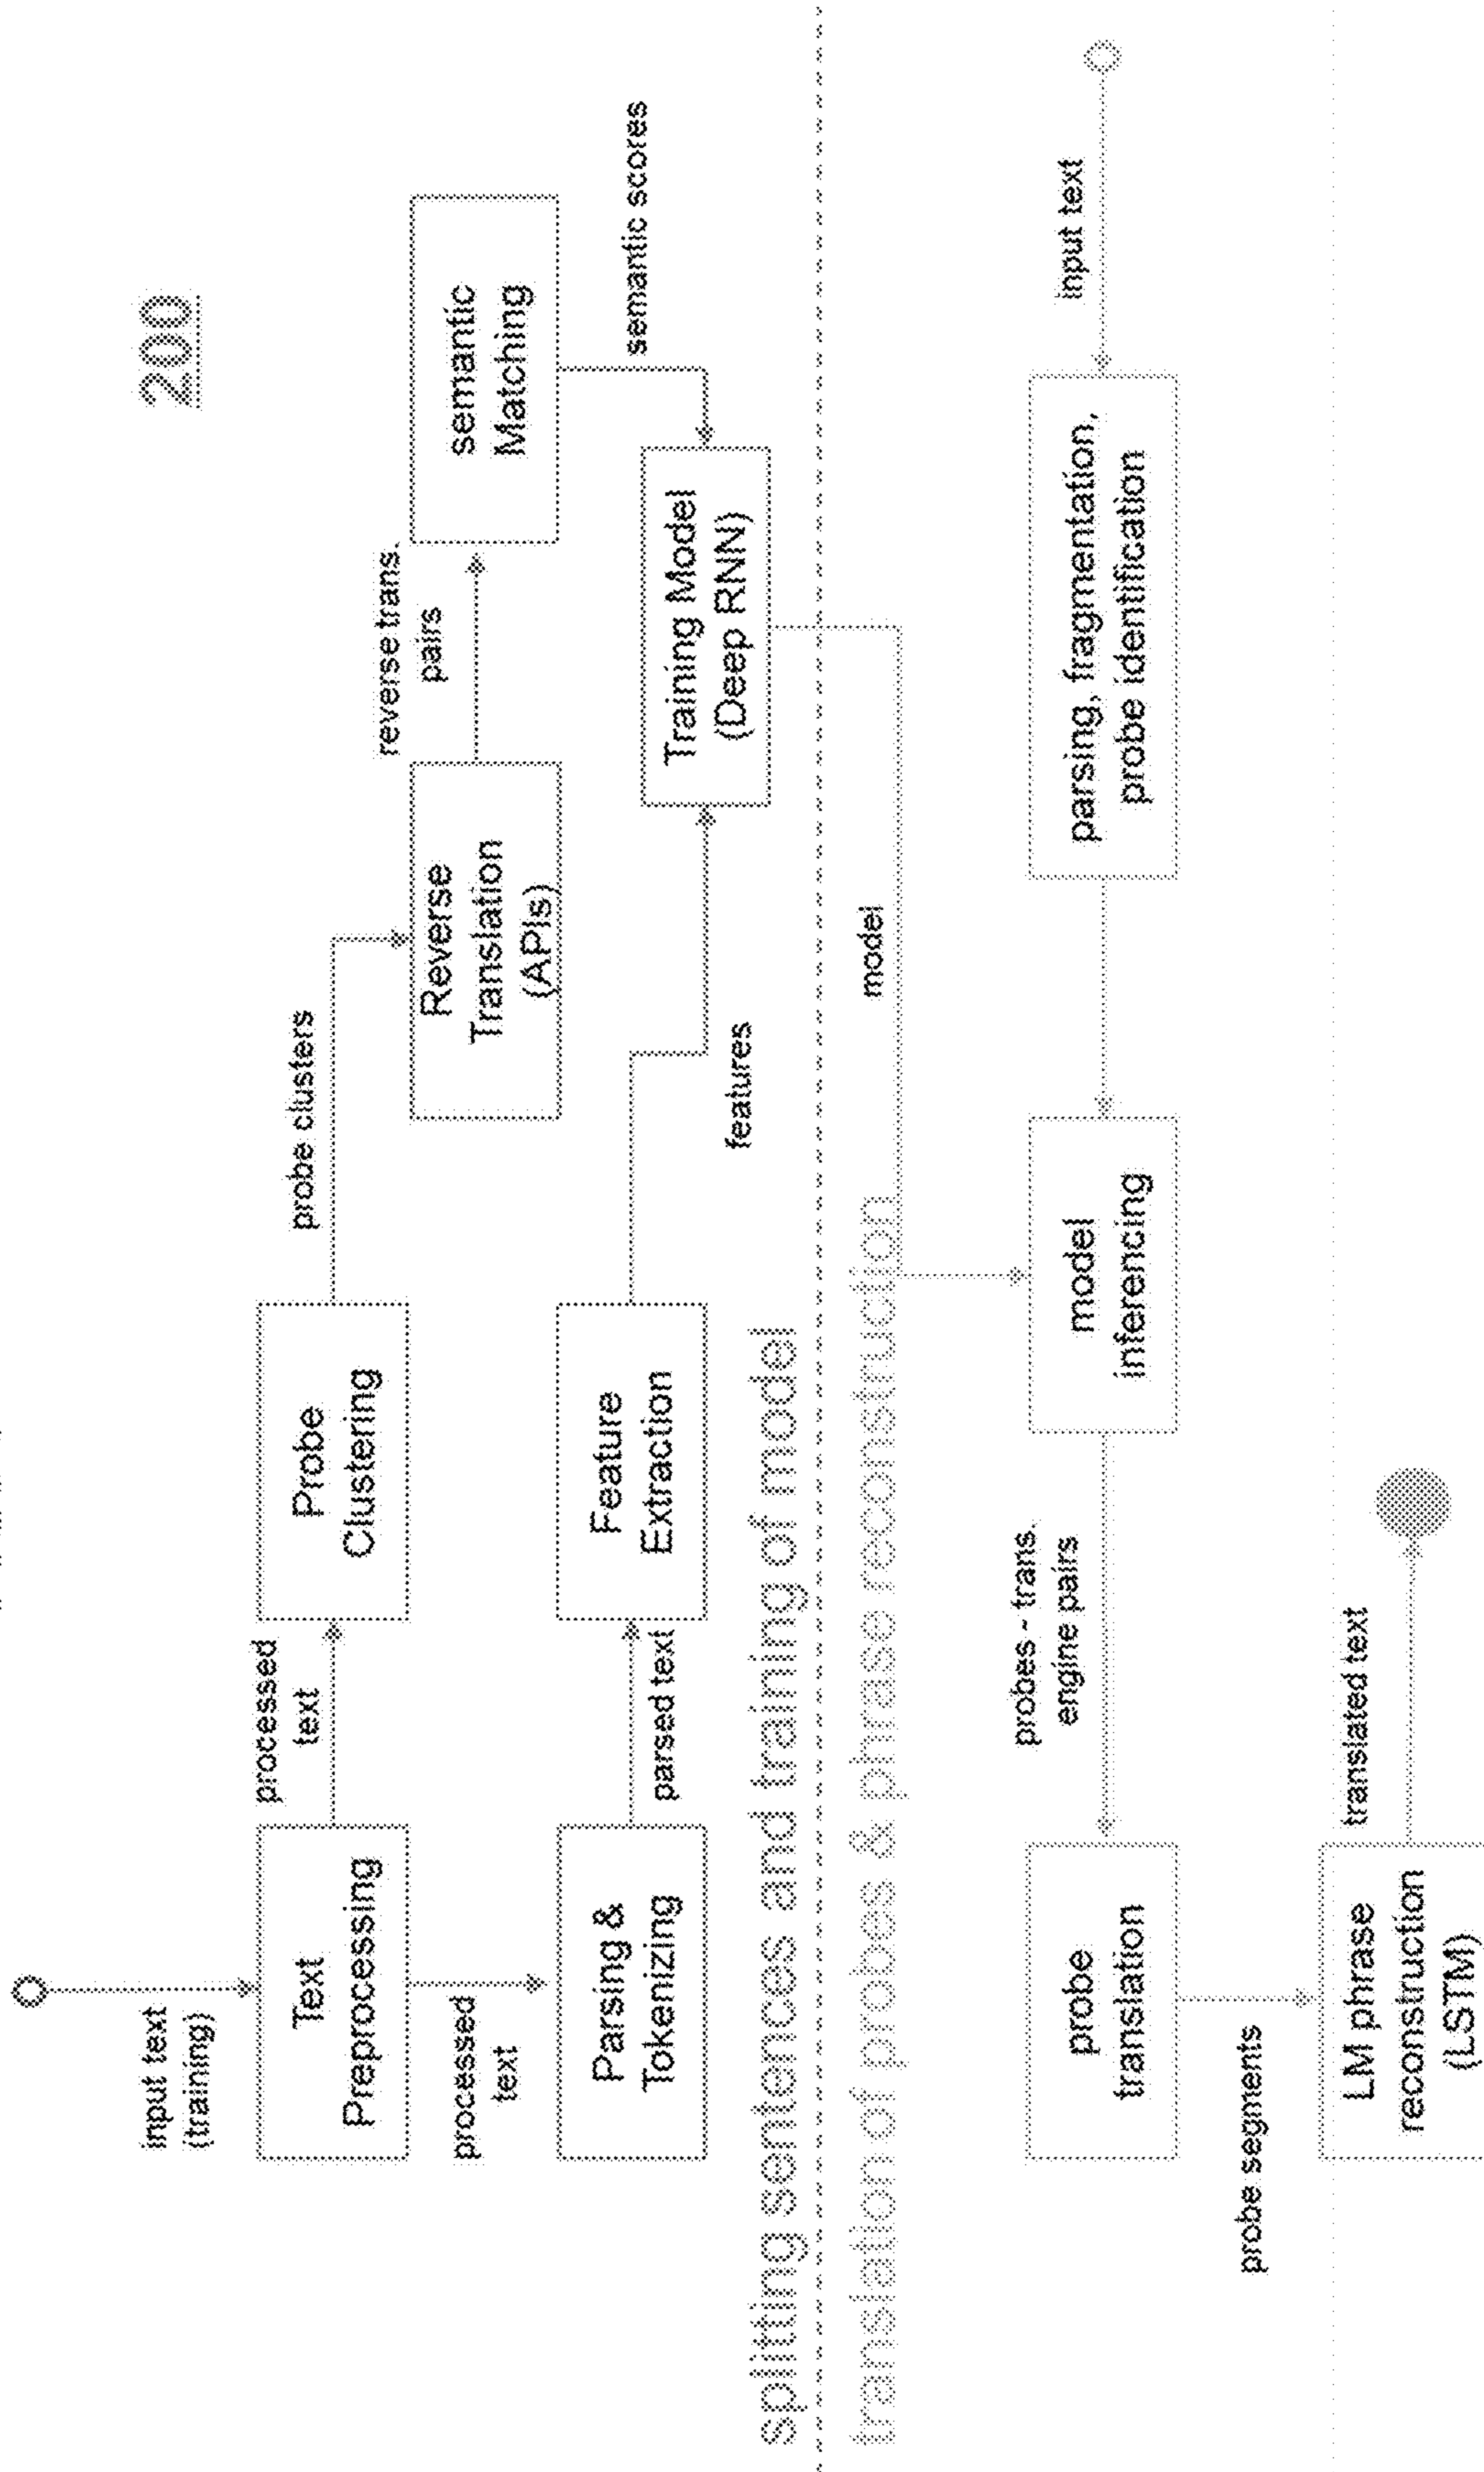 200
input text
(training)
Text
Preprocessing
processed
text
Probe
Clustering
probe clusters
Reverse
Translation
(APIs)
reverse trans.
pairs
semantic
Matching
semantic scores
processed
text
Parsing &
Tokenizing
parsed text
Feature
Extraction
features
Training Model
(Deep RNN)
splitting sentences and training of model
translation of probes & phrase reconstruction
model
input text
parsing, fragmentation,
probe identification
model
inferencing
probes - trans.
engine pairs
probe
translation
probe segments
LM phrase
reconstruction
(LSTM)
translated text